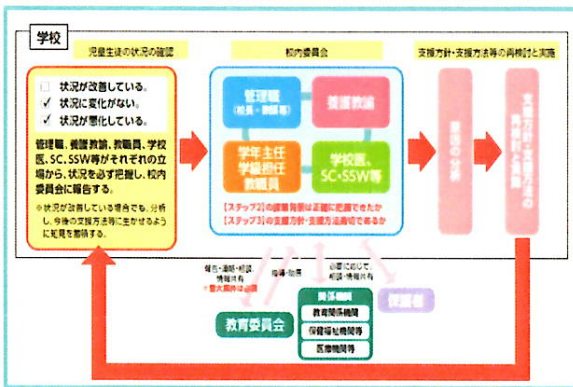 学校
児童生徒の状況の確認
校内委員会
支援方針・支援方法等の再検討と実施
□ 状況が改善している。
✓ 状況に変化がない。
✓ 状況が悪化している。
管理職、養護教諭、教職員、学校
医、SC、SSW等がそれぞれの立
場から、状況を必ず把握し、校内
委員会に報告する。
※状況が改善している場合でも、分析
し、今後の支援方法等に生かせるように
知見を蓄積する。
管理職
(校長・教頭等)
養護教諭
学年主任
学級担任
教職員
学校医、
SC・SSW等
【ステップ2】の課題背景は正確に把握できたか
【ステップ3】の支援方針・支援方法適切であるか
要因の分析
支援方針・支援方法の
再検討と実施
報告・連絡・相談、
情報共有
※重大案件は必須
指導・助言
必要に応じて、
相談・情報共有
教育委員会
関係機関
教育関係機関
保健福祉機関等
医療機関等
保護者